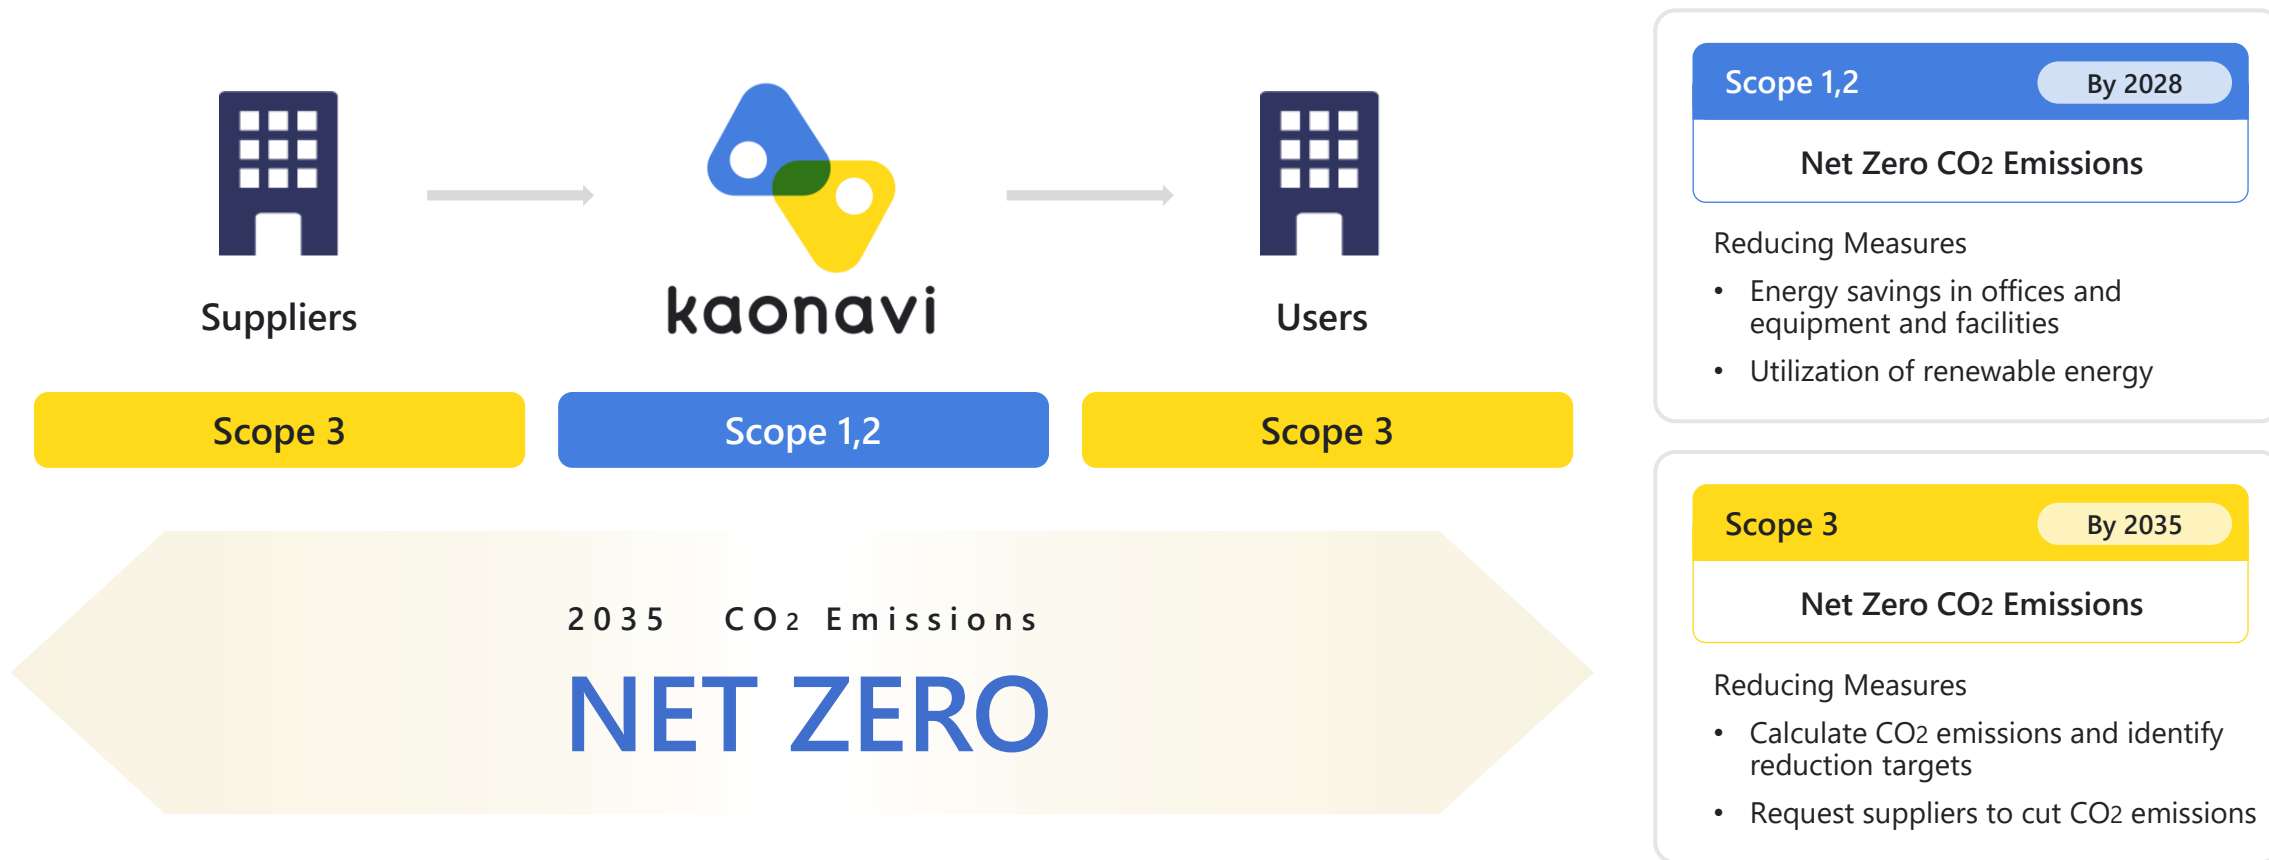 Suppliers
kaonavi
Users
Scope 3
Scope 1,2
Scope 3
2035 CO2 Emissions
NET ZERO
Scope 1,2
By 2028
Net Zero CO2 Emissions
Reducing Measures
• Energy savings in offices and
equipment and facilities
• Utilization of renewable energy
Scope 3
By 2035
Net Zero CO2 Emissions
Reducing Measures
• Calculate CO2 emissions and identify
reduction targets
• Request suppliers to cut CO2 emissions